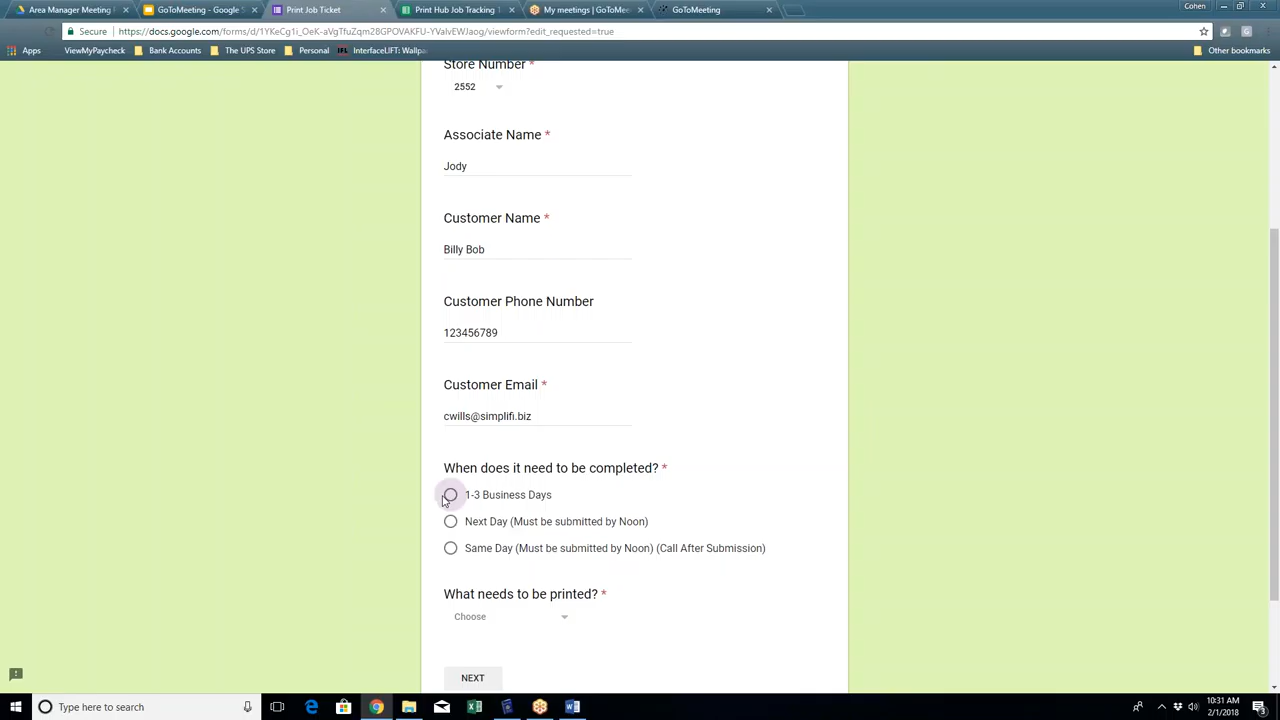 Area Manager Meeting
GoToMeeting - Google S
Print Job Ticket
Print Hub Job Tracking
My meetings | GoToMee
GoToMeeting
Cohen
Secure
https://docs.google.com/forms/d/1YKeCg1i_OeK-aVgTfuZqm28GPOVAKFU-YValvEWJaog/viewform?edit_requested=true
Apps
ViewMyPaycheck
Bank Accounts
The UPS Store
Personal
IFL
InterfaceLIFT: Wallpa
Other bookmarks
Store Number *
2552
Associate Name *
Jody
Customer Name *
Billy Bob
Customer Phone Number
123456789
Customer Email *
cwills@simplifi.biz
When does it need to be completed? *
1-3 Business Days
Next Day (Must be submitted by Noon)
Same Day (Must be submitted by Noon) (Call After Submission)
What needs to be printed? *
Choose
NEXT
Type here to search
10:31 AM
2/1/2018